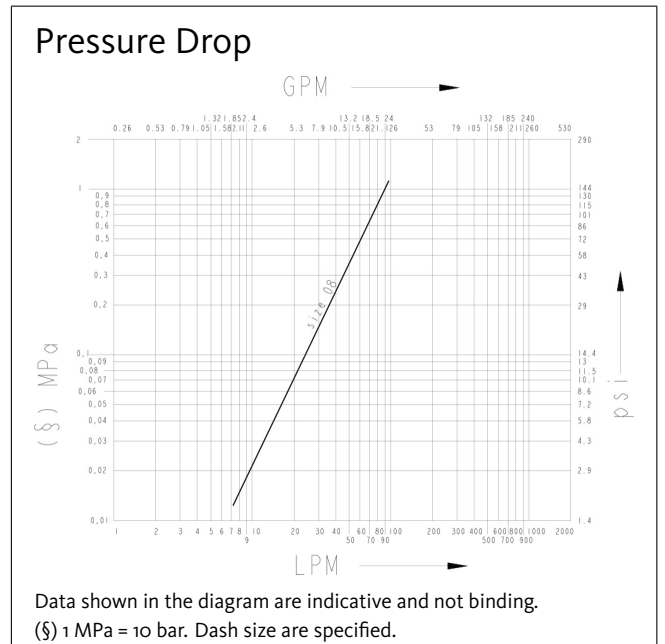 Pressure Drop
GPM
1.32 1.85 2.4 13.2 18.5 24 132 185 240
0.26 0.53 0.79 1.05 1.58 2.11 2.6 5.3 7.9 10.5 15.8 21.1 26 53 79 105 158 211 260 530
2 290
1 144
0,9 130
0,8 115
0,7 101
0,6 86
0,5 72
0,4 58
0,3 43
0,2 29
size 08
0,1 14.4
0,09 13
0,08 11.5
0,07 10.1
0,06 8.6
0,05 7.2
0,04 5.8
0,03 4.3
0,02 2.9
0,01 1.4
(§) MPa
psi
1 2 3 4 5 6 7 8 10 20 30 40 60 80 100 200 300 400 600 800 1000 2000
9 50 70 90 500 700 900
LPM
Data shown in the diagram are indicative and not binding.
(§) 1 MPa = 10 bar. Dash size are specified.